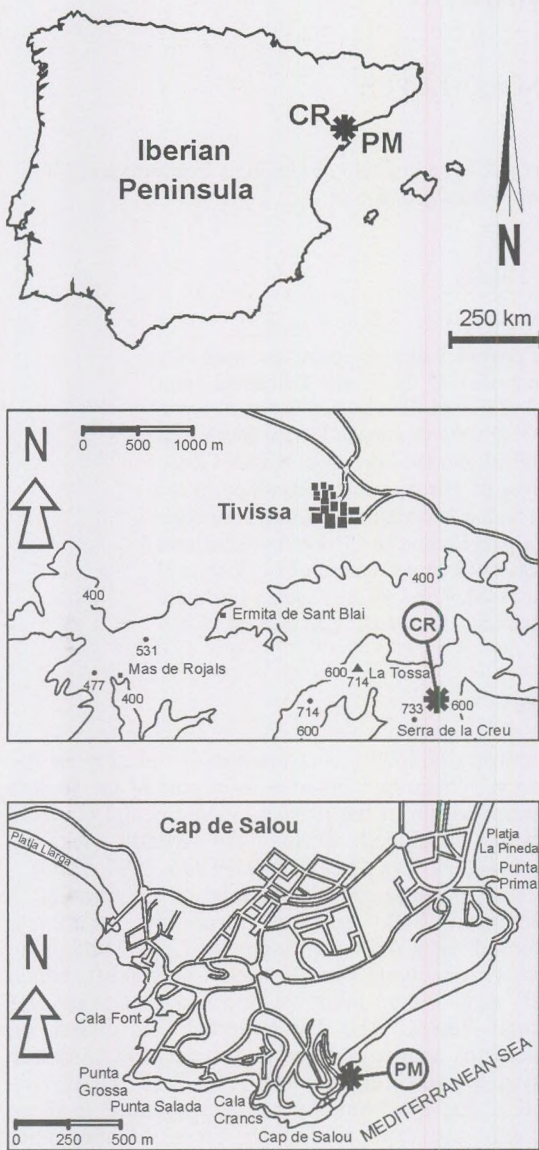 CR
PM
Iberian
Peninsula
N
250 km
N
0 500 1000 m
Tivissa
400
400
Ermita de Sant Blai
CR
531
Mas de Rojals
477
400
600
714
La Tossa
714
600
733
600
Serra de la Creu
Cap de Salou
Platja Llarga
Platja
La Pineda
Punta
Prima
N
Cala Font
Punta
Grossa
Punta Salada
Cala
Crancs
PM
Cap de Salou
MEDITERRANEAN SEA
0 250 500 m